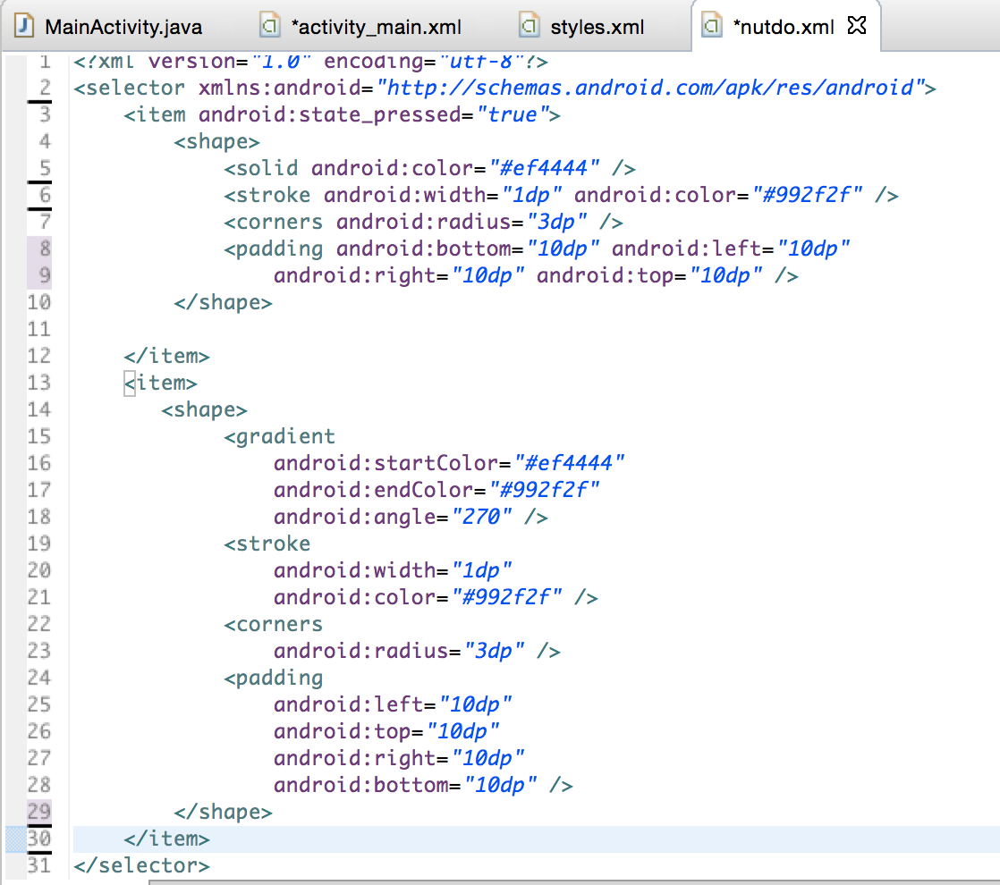 MainActivity.java *activity_main.xml styles.xml *nutdo.xml
1 <?xml version="1.0" encoding="utf-8"?>
2 <selector xmlns:android="http://schemas.android.com/apk/res/android">
3 <item android:state_pressed="true">
4 <shape>
5 <solid android:color="#ef4444" />
6 <stroke android:width="1dp" android:color="#992f2f" />
7 <corners android:radius="3dp" />
8 <padding android:bottom="10dp" android:left="10dp"
9 android:right="10dp" android:top="10dp" />
10 </shape>
11
12 </item>
13 <item>
14 <shape>
15 <gradient
16 android:startColor="#ef4444"
17 android:endColor="#992f2f"
18 android:angle="270" />
19 <stroke
20 android:width="1dp"
21 android:color="#992f2f" />
22 <corners
23 android:radius="3dp" />
24 <padding
25 android:left="10dp"
26 android:top="10dp"
27 android:right="10dp"
28 android:bottom="10dp" />
29 </shape>
30 </item>
31 </selector>